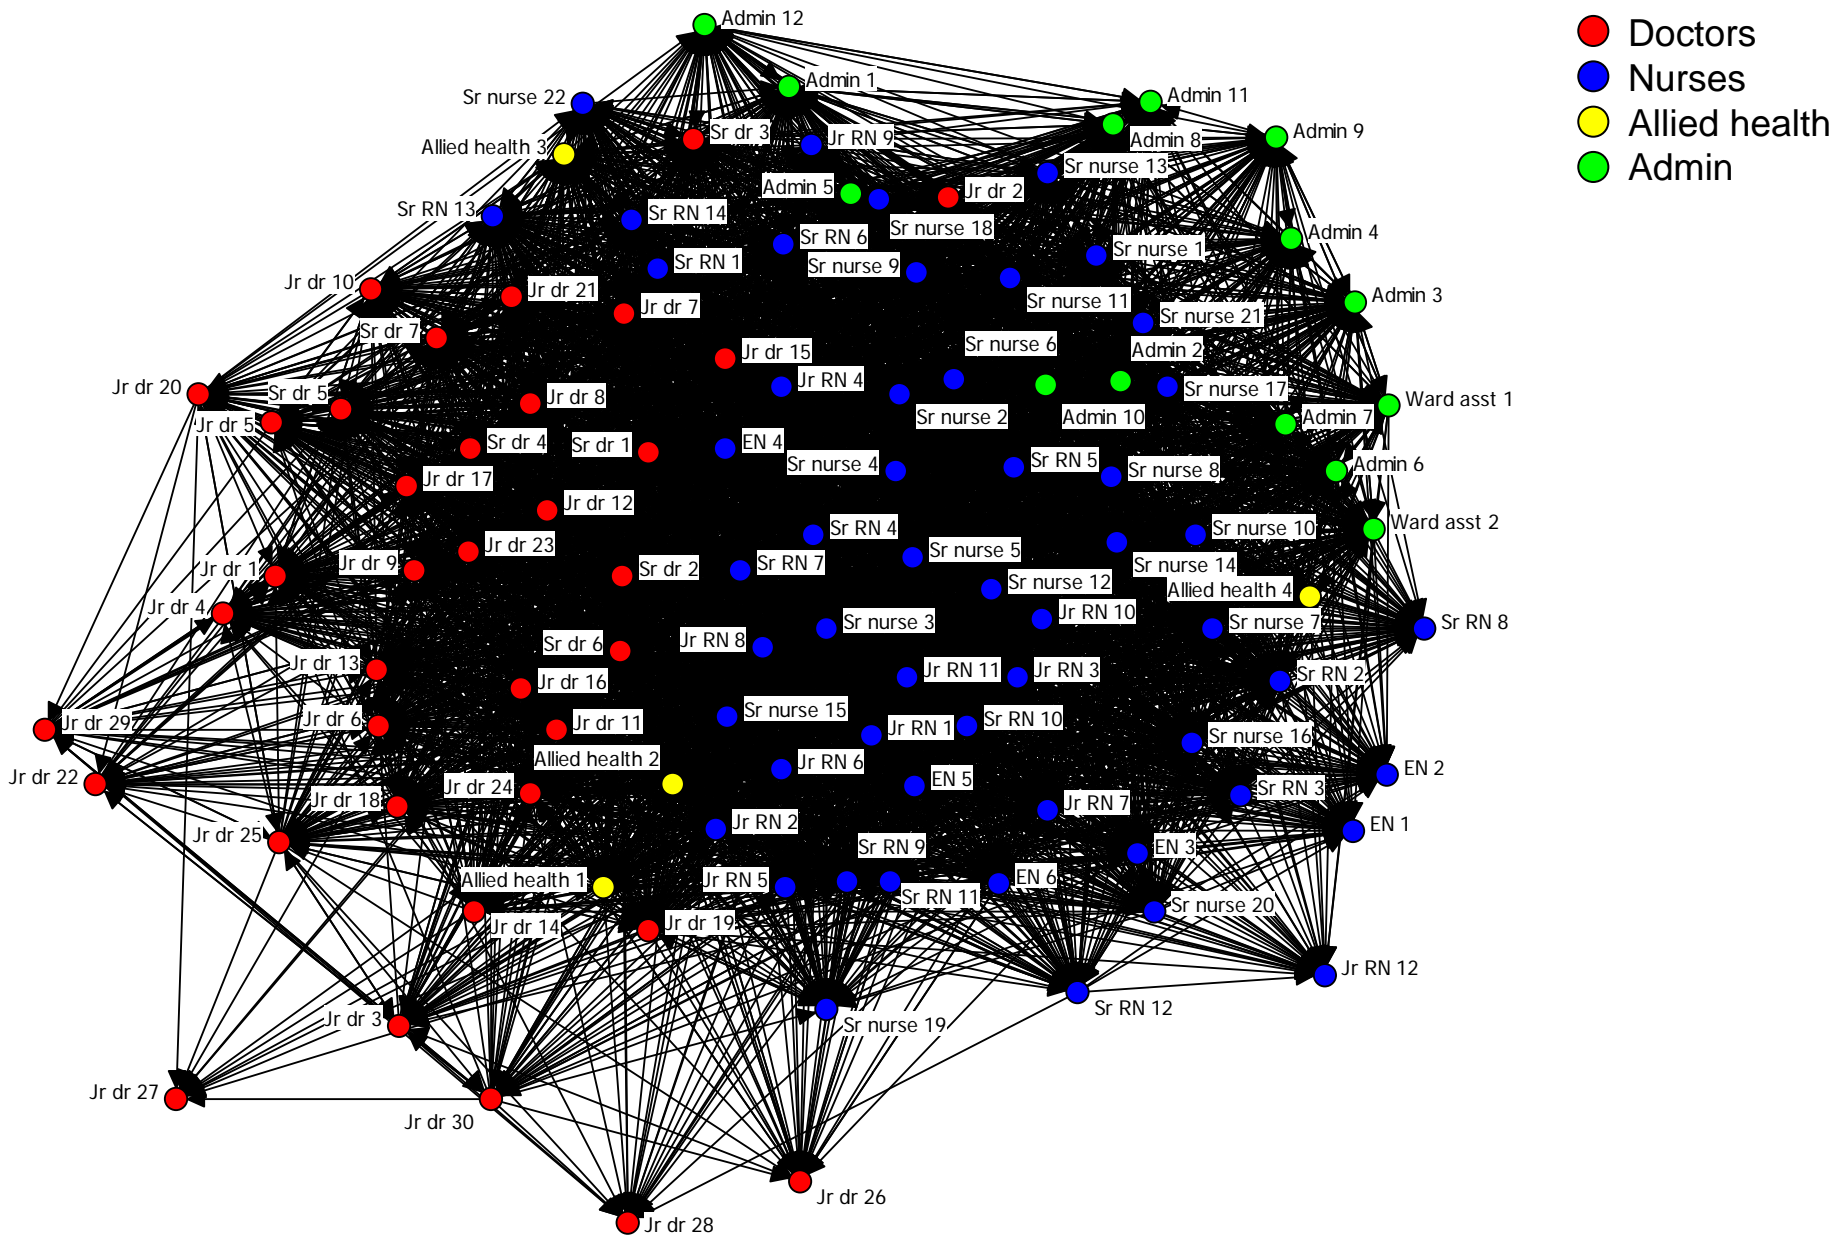 Admin 12
Doctors
Admin 1
Nurses
Sr nurse 22
Admin 11
Allied health
Sr dr 3
Jr RN 9
Admin 8
Admin 9
Allied health 3
Sr nurse 13
Admin
Admin 5
Jr dr 2
Sr RN 13
Sr RN 14
Sr nurse 18
Admin 4
Sr RN 6
Sr nurse 1
Sr RN 1
Sr nurse 9
Jr dr 10
Jr dr 21
Sr nurse 11
Admin 3
Jr dr 7
Sr nurse 21
Sr dr 7
Sr nurse 6
Admin 2
Jr dr 15
Jr dr 20
Sr dr 5
Jr dr 8
Jr RN 4
Sr nurse 17
Ward asst 1
Jr dr 5
Sr nurse 2
Admin 10
Admin 7
Sr dr 4
Sr dr 1
EN 4
Sr nurse 4
Sr RN 5
Sr nurse 8
Admin 6
Jr dr 17
Jr dr 12
Sr RN 4
Sr nurse 10
Ward asst 2
Jr dr 23
Sr nurse 5
Jr dr 1
Jr dr 9
Sr dr 2
Sr RN 7
Sr nurse 14
Sr nurse 12
Allied health 4
Jr dr 4
Sr nurse 3
Jr RN 10
Sr nurse 7
Sr RN 8
Sr dr 6
Jr RN 8
Jr dr 13
Jr dr 16
Jr RN 11
Jr RN 3
Sr RN 2
Jr dr 29
Jr dr 6
Jr dr 11
Sr nurse 15
Jr RN 1
Sr RN 10
Sr nurse 16
Allied health 2
Jr dr 22
Jr RN 6
EN 5
EN 2
Jr dr 18
Jr dr 24
Jr RN 7
Sr RN 3
Jr dr 25
Jr RN 2
EN 1
Sr RN 9
EN 3
Allied health 1
Jr RN 5
Sr RN 11
EN 6
Sr nurse 20
Jr dr 14
Jr dr 19
Jr RN 12
Jr dr 3
Sr nurse 19
Sr RN 12
Jr dr 27
Jr dr 30
Jr dr 26
Jr dr 28